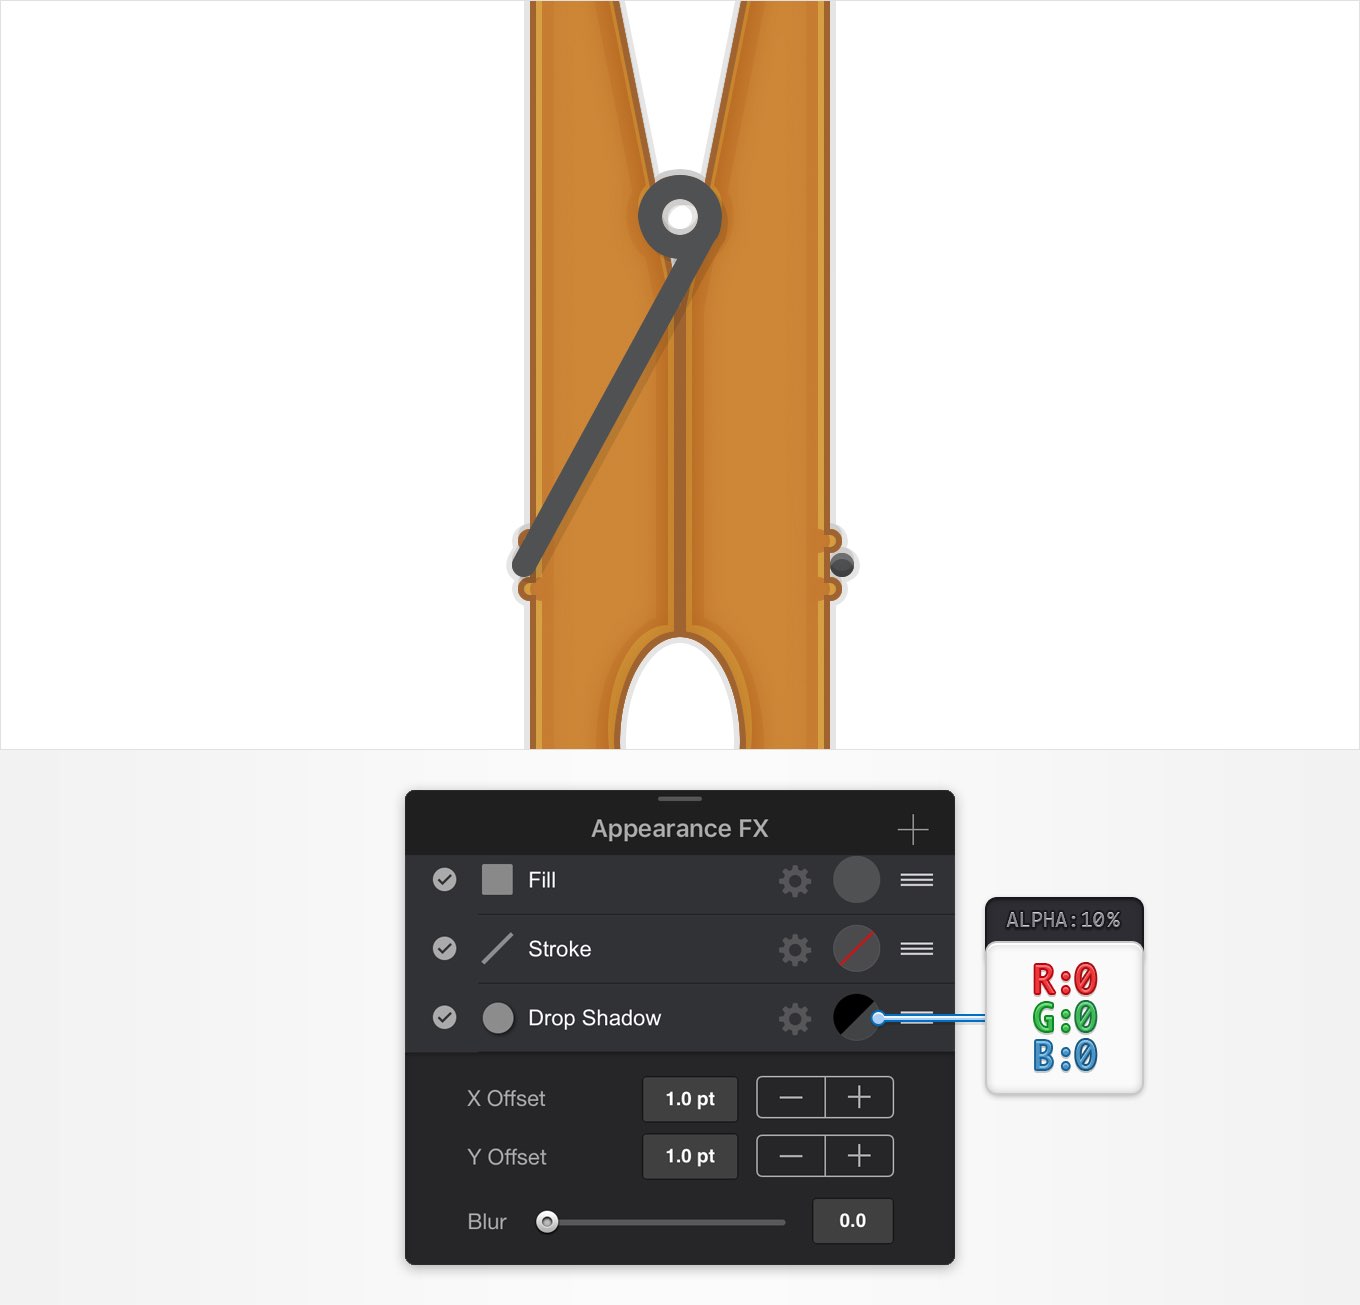 Appearance FX
Fill
Stroke
Drop Shadow
ALPHA:10%
R:0
G:0
B:0
X Offset 1.0 pt
Y Offset 1.0 pt
Blur 0.0